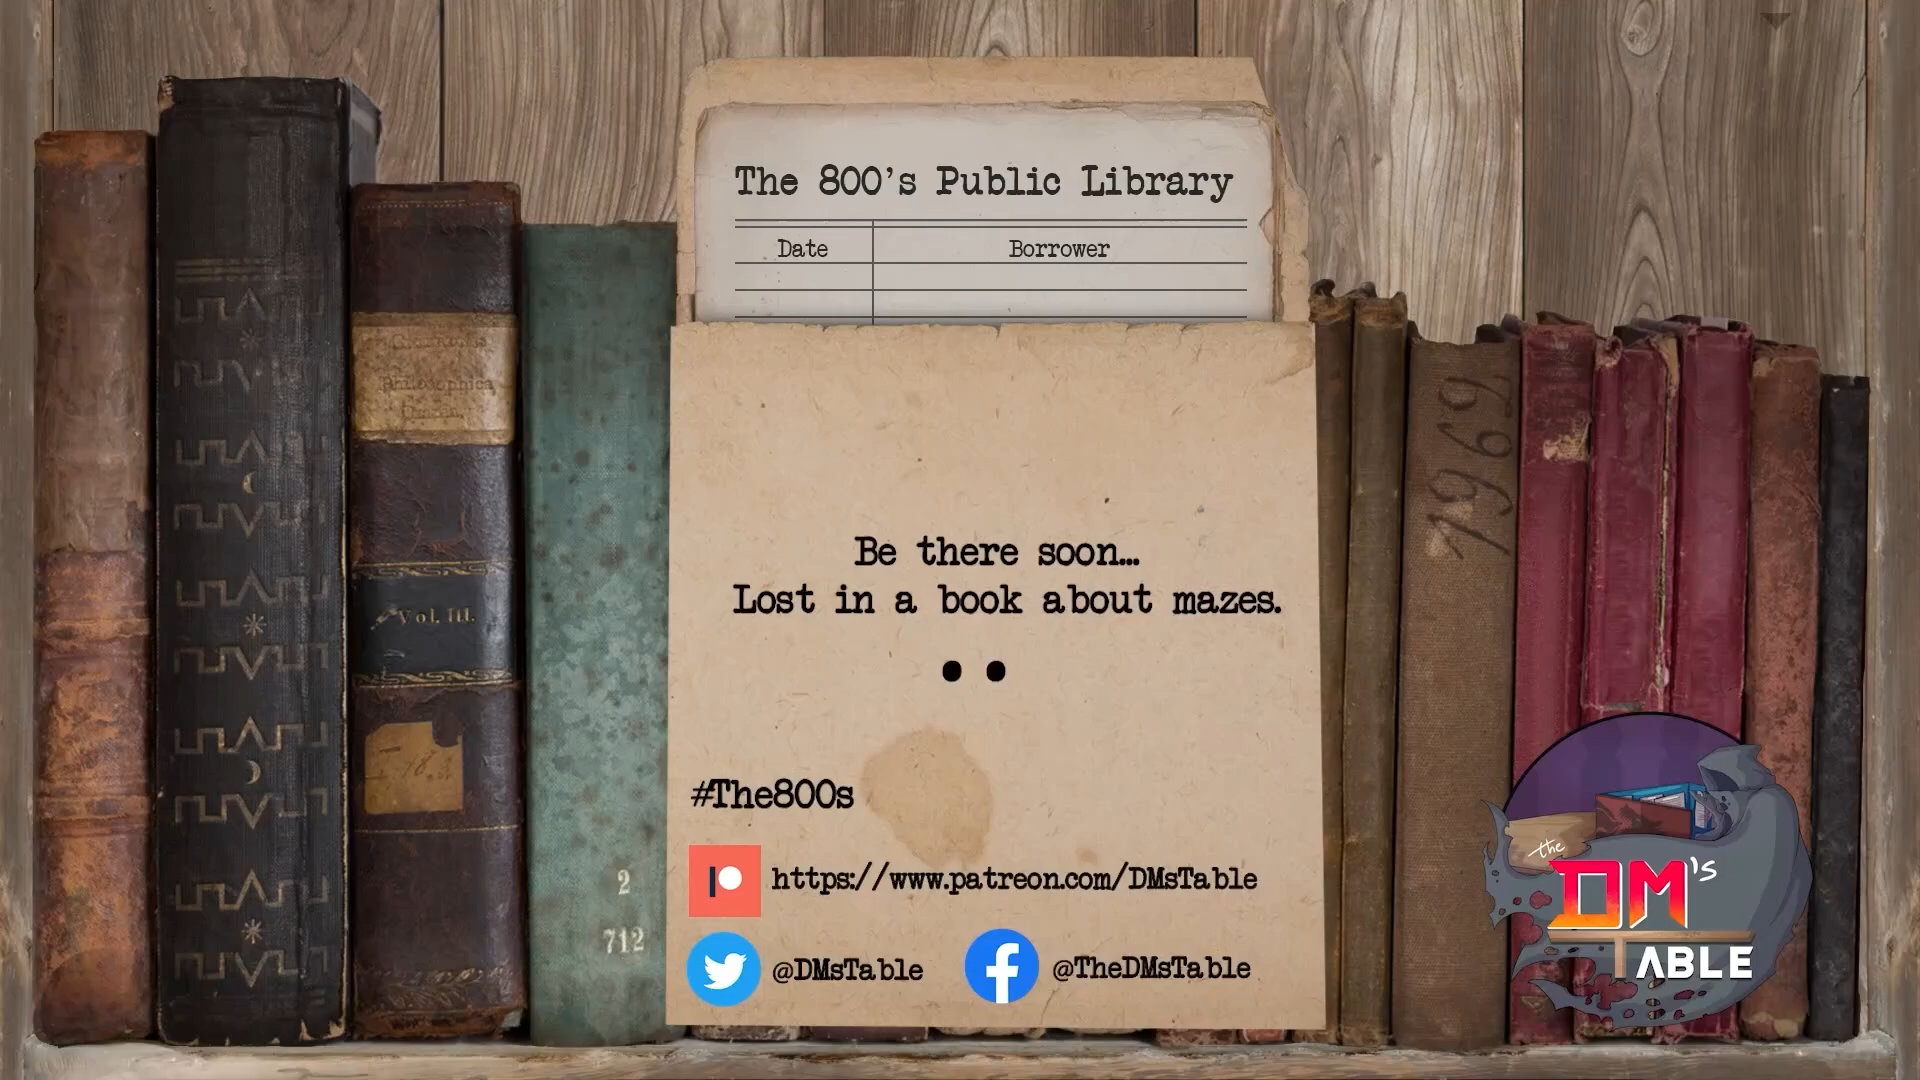 The 800's Public Library
Date Borrower
Be there soon...
Lost in a book about mazes.
#The800s
https://www.patreon.com/DMsTable
@DMsTable @TheDMsTable
Philosophica
Vol. III.
2
712
1962
the
DM's
TABLE